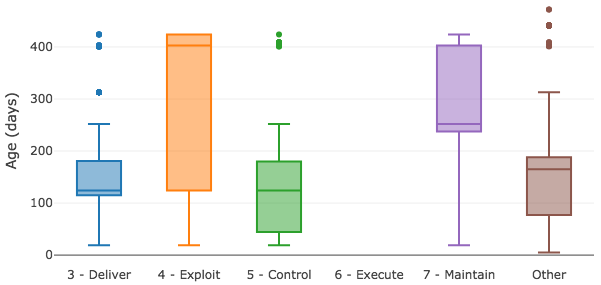 Age (days)
400
300
200
100
0
3 - Deliver
4 - Exploit
5 - Control
6 - Execute
7 - Maintain
Other